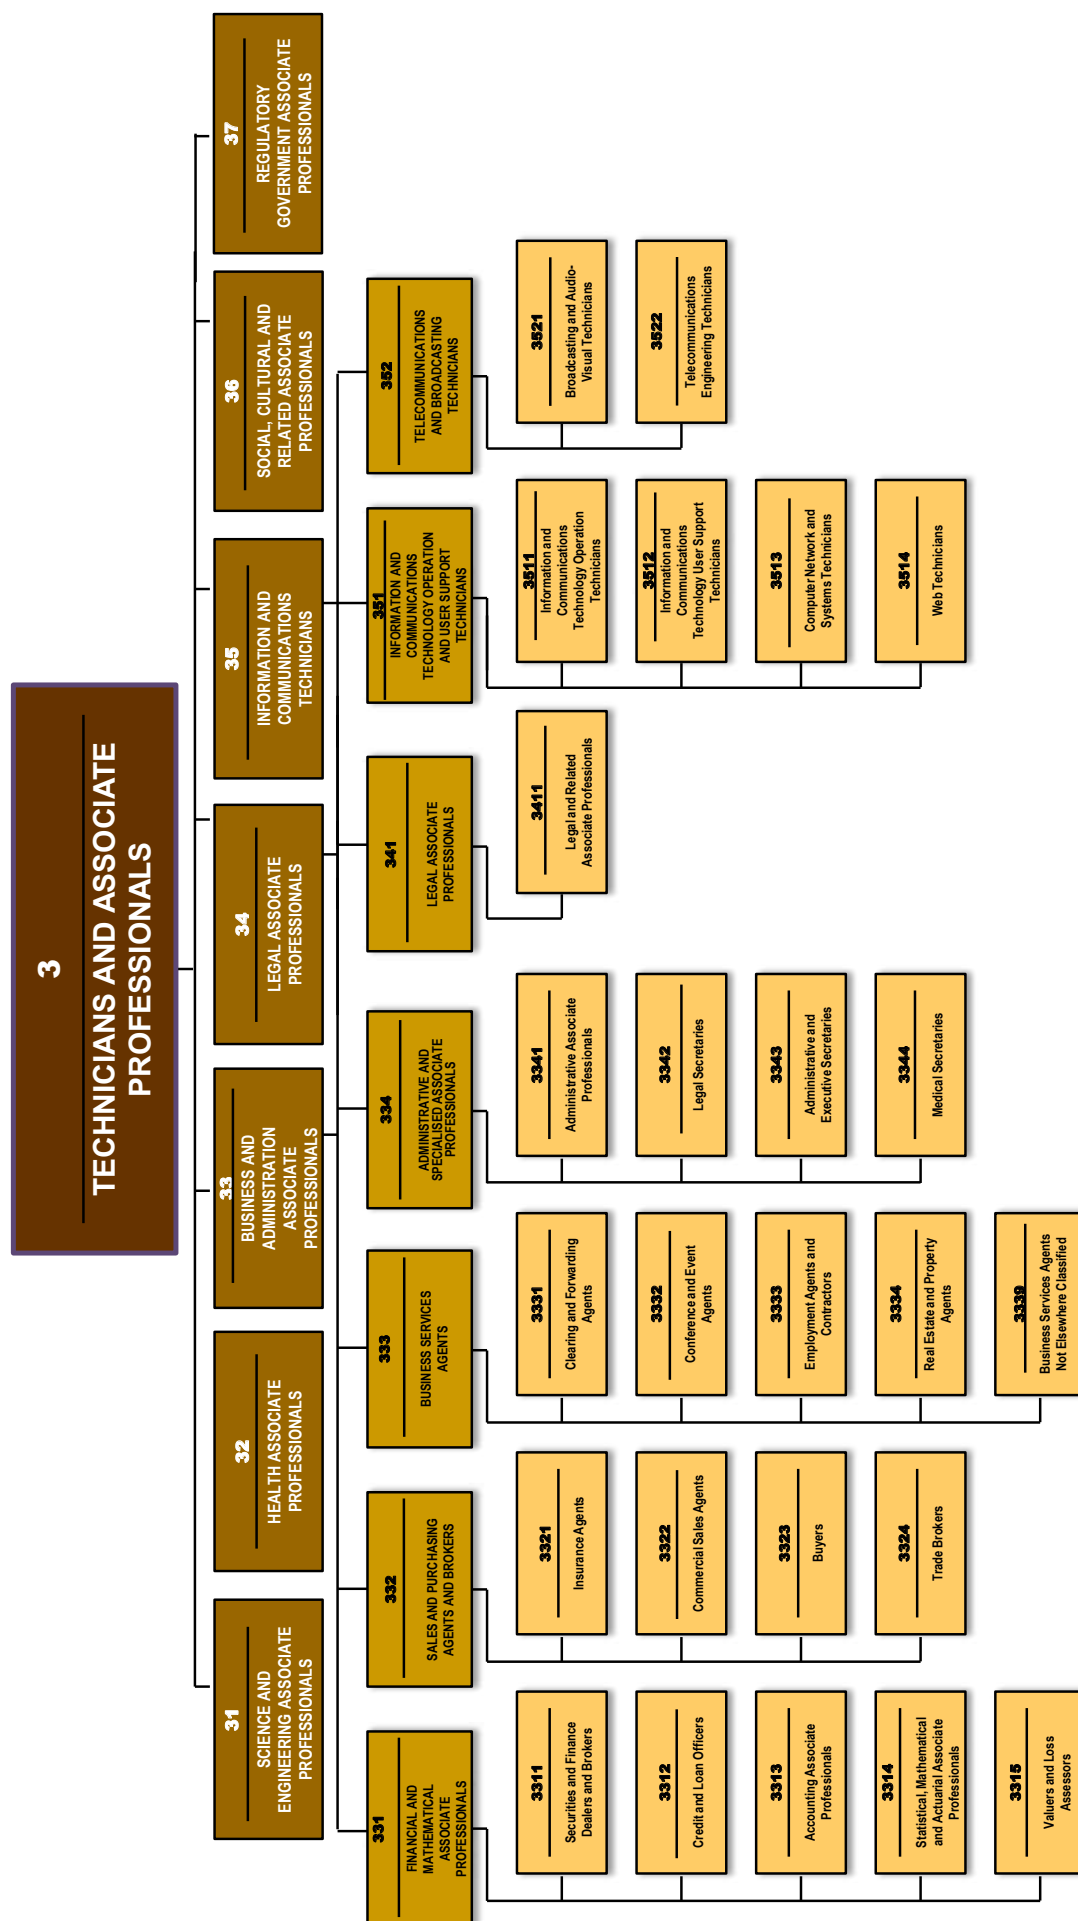 3
TECHNICIANS AND ASSOCIATE
PROFESSIONALS
31
SCIENCE AND
ENGINEERING ASSOCIATE
PROFESSIONALS
32
HEALTH ASSOCIATE
PROFESSIONALS
33
BUSINESS AND
ADMINISTRATION
ASSOCIATE
PROFESSIONALS
34
LEGAL ASSOCIATE
PROFESSIONALS
35
INFORMATION AND
COMMUNICATIONS
TECHNICIANS
36
SOCIAL, CULTURAL AND
RELATED ASSOCIATE
PROFESSIONALS
37
REGULATORY
GOVERNMENT ASSOCIATE
PROFESSIONALS
331
FINANCIAL AND
MATHEMATICAL
ASSOCIATE
PROFESSIONALS
332
SALES AND PURCHASING
AGENTS AND BROKERS
333
BUSINESS SERVICES
AGENTS
334
ADMINISTRATIVE AND
SPECIALISED ASSOCIATE
PROFESSIONALS
341
LEGAL ASSOCIATE
PROFESSIONALS
351
INFORMATION AND
COMMUNICATIONS
TECHNOLOGY OPERATION
AND USER SUPPORT
TECHNICIANS
352
TELECOMMUNICATIONS
AND BROADCASTING
TECHNICIANS
3311
Securities and Finance
Dealers and Brokers
3312
Credit and Loan Officers
3313
Accounting Associate
Professionals
3314
Statistical, Mathematical
and Actuarial Associate
Professionals
3315
Valuers and Loss
Assessors
3321
Insurance Agents
3322
Commercial Sales Agents
3323
Buyers
3324
Trade Brokers
3331
Clearing and Forwarding
Agents
3332
Conference and Event
Agents
3333
Employment Agents and
Contractors
3334
Real Estate and Property
Agents
3339
Business Services Agents
Not Elsewhere Classified
3341
Administrative Associate
Professionals
3342
Legal Secretaries
3343
Administrative and
Executive Secretaries
3344
Medical Secretaries
3411
Legal and Related
Associate Professionals
3511
Information and
Communications
Technology Operation
Technicians
3512
Information and
Communications
Technology User Support
Technicians
3513
Computer Network and
Systems Technicians
3514
Web Technicians
3521
Broadcasting and Audio-
Visual Technicians
3522
Telecommunications
Engineering Technicians